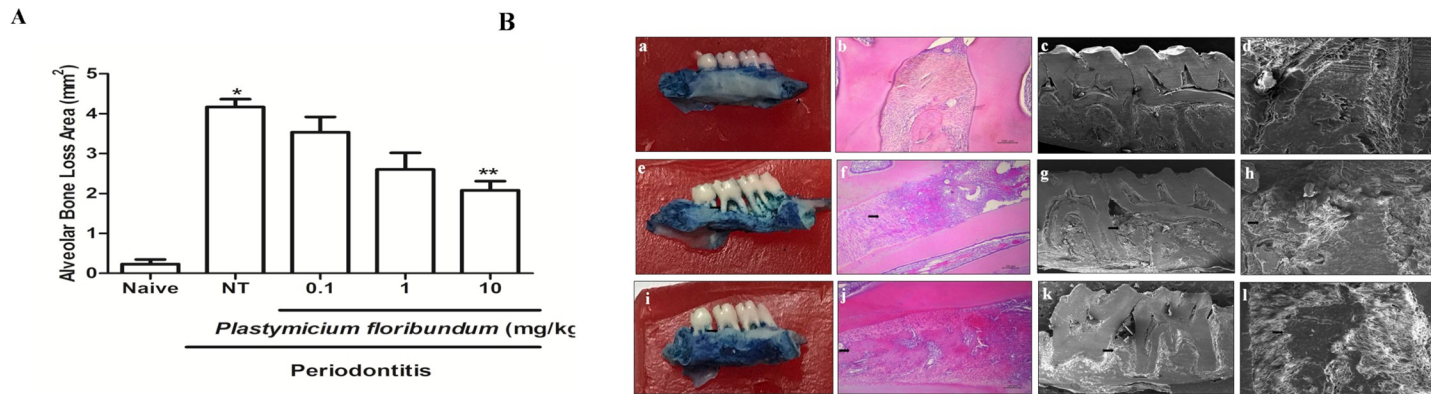 A
B
Alveolar Bone Loss Area (mm²)
5
4
3
2
1
0
*
**
Naive
NT
0.1
1
10
Plastymicium floribundum (mg/kg
Periodontitis
a
b
c
d
e
f
g
h
i
j
k
l